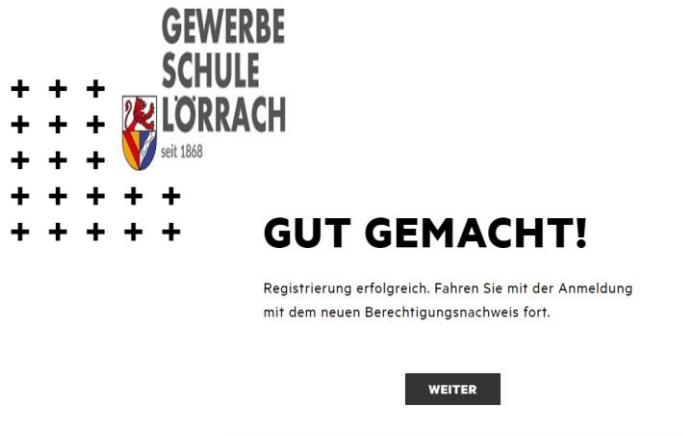 GEWERBE
SCHULE
LÖRRACH
seit 1868
GUT GEMACHT!
Registrierung erfolgreich. Fahren Sie mit der Anmeldung
mit dem neuen Berechtigungsnachweis fort.
WEITER